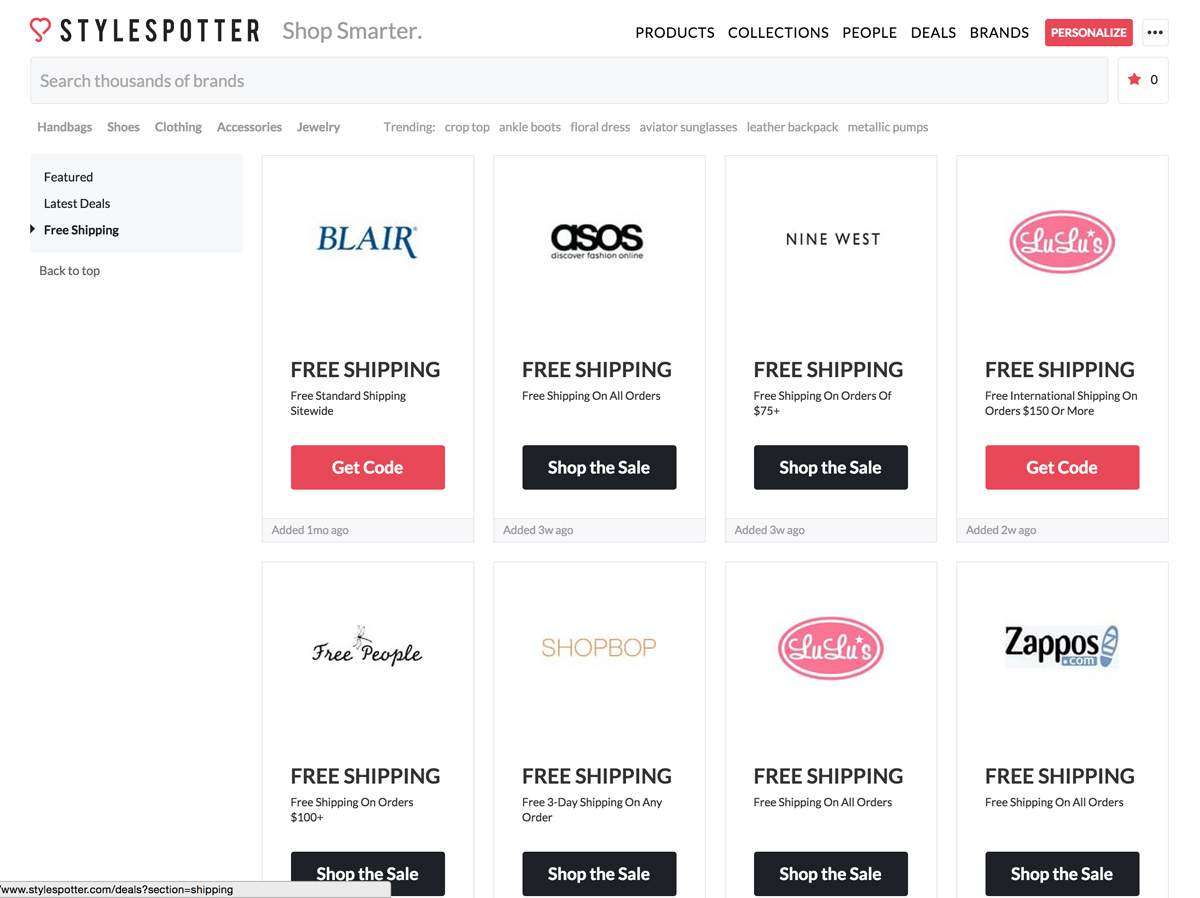 STYLESPOTTER Shop Smarter.
PRODUCTS COLLECTIONS PEOPLE DEALS BRANDS PERSONALIZE •••
Search thousands of brands
0
Handbags Shoes Clothing Accessories Jewelry Trending: crop top ankle boots floral dress aviator sunglasses leather backpack metallic pumps
Featured
Latest Deals
Free Shipping
Back to top
BLAIR®
FREE SHIPPING
Free Standard Shipping
Sitewide
Get Code
Added 1mo ago
asos
discover fashion online
FREE SHIPPING
Free Shipping On All Orders
Shop the Sale
Added 3w ago
NINE WEST
FREE SHIPPING
Free Shipping On Orders Of
$75+
Shop the Sale
Added 3w ago
LuLu's
FREE SHIPPING
Free International Shipping On
Orders $150 Or More
Get Code
Added 2w ago
Free People
FREE SHIPPING
Free Shipping On Orders
$100+
Shop the Sale
SHOPBOP
FREE SHIPPING
Free 3-Day Shipping On Any
Order
Shop the Sale
LuLu's
FREE SHIPPING
Free Shipping On All Orders
Shop the Sale
Zappos
.com
FREE SHIPPING
Free Shipping On All Orders
Shop the Sale
/www.stylespotter.com/deals?section=shipping